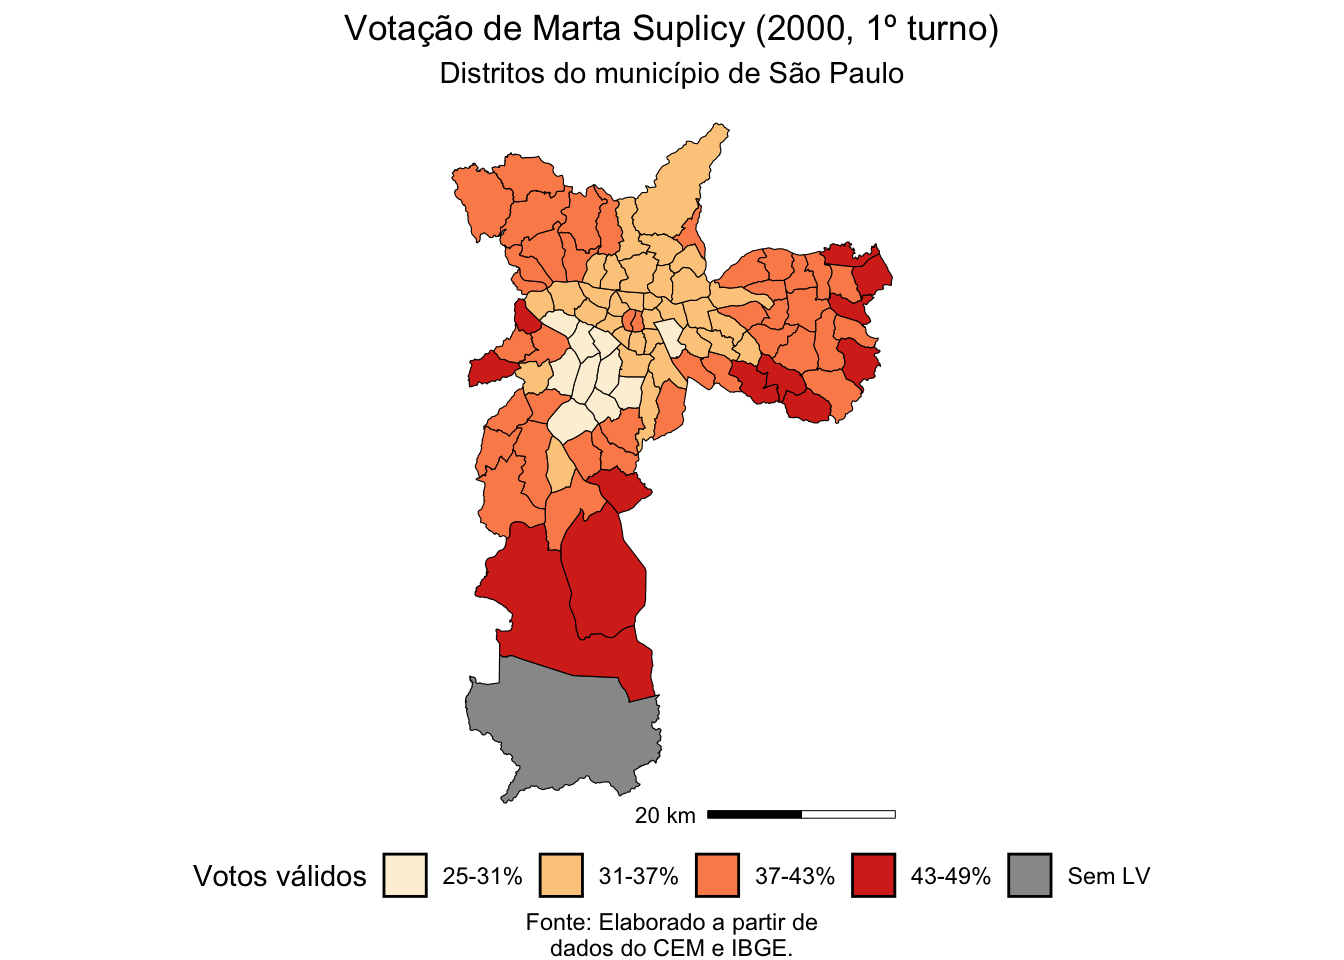 Votação de Marta Suplicy (2000, 1º turno)
Distritos do município de São Paulo
20 km
Votos válidos 25-31% 31-37% 37-43% 43-49% Sem LV
Fonte: Elaborado a partir de
dados do CEM e IBGE.